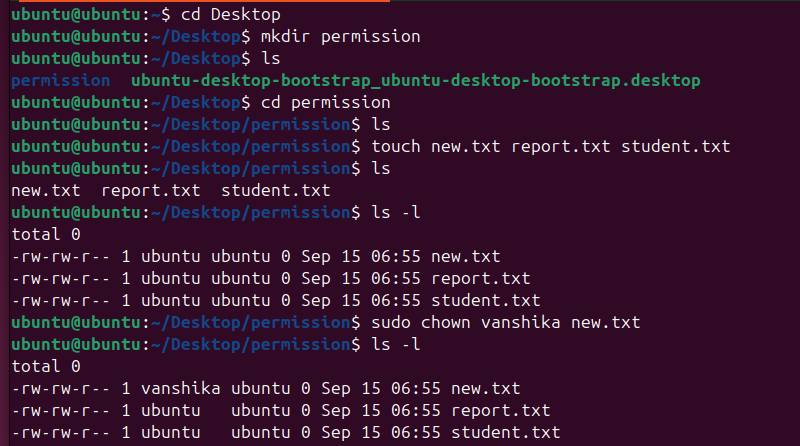 ubuntu@ubuntu:~$ cd Desktop
ubuntu@ubuntu:~/Desktop$ mkdir permission
ubuntu@ubuntu:~/Desktop$ ls
permission  ubuntu-desktop-bootstrap_ubuntu-desktop-bootstrap.desktop
ubuntu@ubuntu:~/Desktop$ cd permission
ubuntu@ubuntu:~/Desktop/permission$ ls
ubuntu@ubuntu:~/Desktop/permission$ touch new.txt report.txt student.txt
ubuntu@ubuntu:~/Desktop/permission$ ls
new.txt  report.txt  student.txt
ubuntu@ubuntu:~/Desktop/permission$ ls -l
total 0
-rw-rw-r-- 1 ubuntu ubuntu 0 Sep 15 06:55 new.txt
-rw-rw-r-- 1 ubuntu ubuntu 0 Sep 15 06:55 report.txt
-rw-rw-r-- 1 ubuntu ubuntu 0 Sep 15 06:55 student.txt
ubuntu@ubuntu:~/Desktop/permission$ sudo chown vanshika new.txt
ubuntu@ubuntu:~/Desktop/permission$ ls -l
total 0
-rw-rw-r-- 1 vanshika ubuntu 0 Sep 15 06:55 new.txt
-rw-rw-r-- 1 ubuntu   ubuntu 0 Sep 15 06:55 report.txt
-rw-rw-r-- 1 ubuntu   ubuntu 0 Sep 15 06:55 student.txt